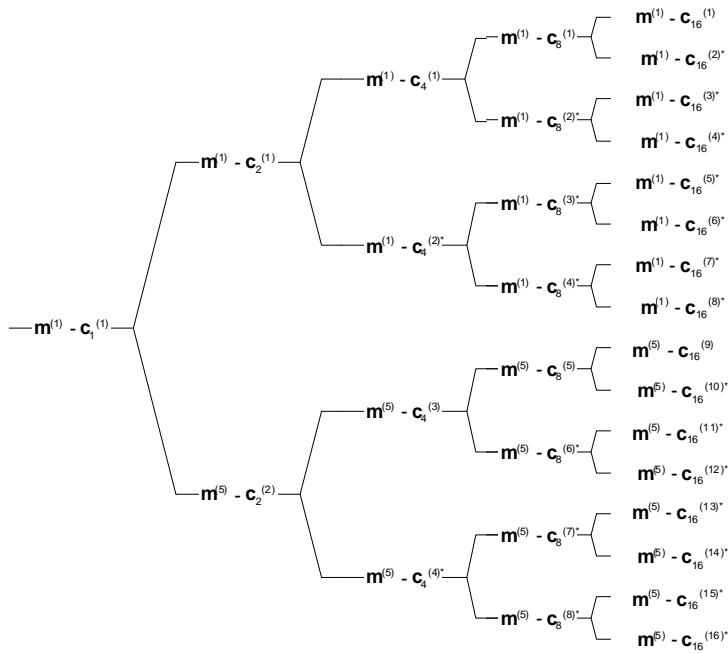 m(1) - c16(1)
m(1) - c8(1)
m(1) - c16(2)*
m(1) - c4(1)
m(1) - c16(3)*
m(1) - c8(2)*
m(1) - c16(4)*
m(1) - c2(1)
m(1) - c16(5)*
m(1) - c8(3)*
m(1) - c16(6)*
m(1) - c4(2)*
m(1) - c16(7)*
m(1) - c8(4)*
m(1) - c16(8)*
m(1) - c1(1)
m(5) - c16(9)
m(5) - c8(5)
m(5) - c16(10)*
m(5) - c4(3)
m(5) - c16(11)*
m(5) - c8(6)*
m(5) - c16(12)*
m(5) - c2(2)
m(5) - c16(13)*
m(5) - c8(7)*
m(5) - c16(14)*
m(5) - c4(4)*
m(5) - c16(15)*
m(5) - c8(8)*
m(5) - c16(16)*